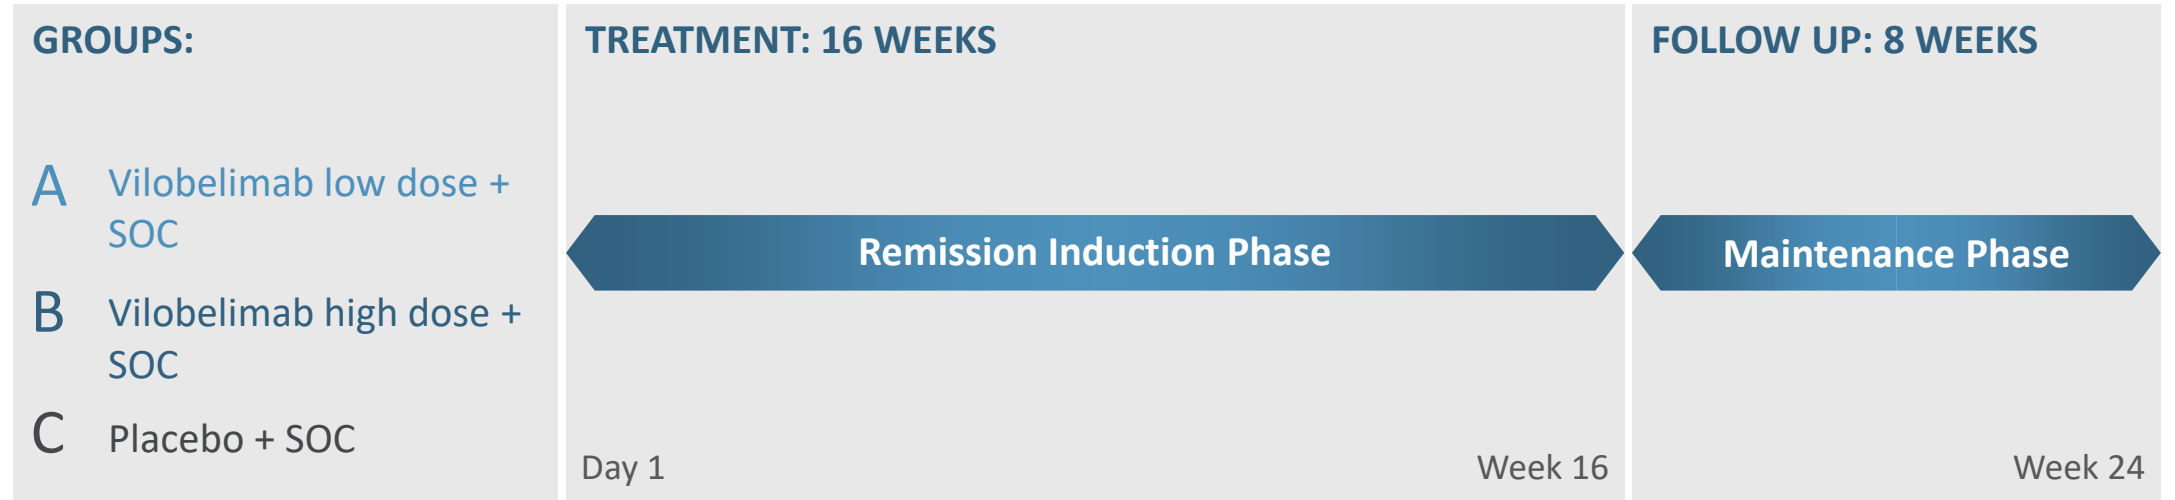 GROUPS:
A Vilobelimab low dose +
SOC
B Vilobelimab high dose +
SOC
C Placebo + SOC
TREATMENT: 16 WEEKS
Remission Induction Phase
Day 1
Week 16
FOLLOW UP: 8 WEEKS
Maintenance Phase
Week 24